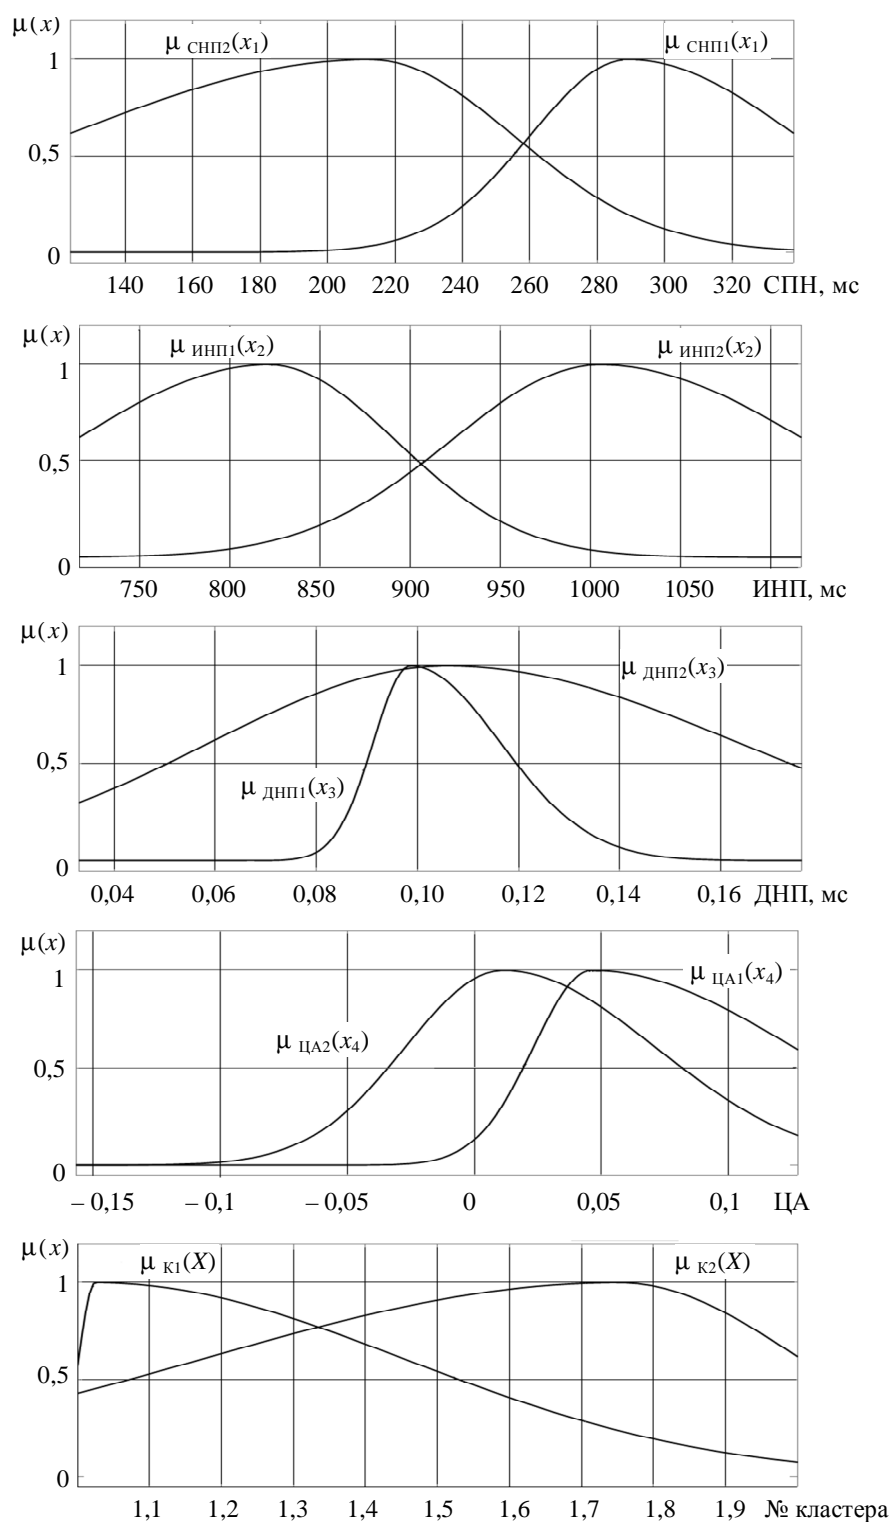 μ(x)
μ СНП2(x1) μ СНП1(x1)
1
0,5
0
140 160 180 200 220 240 260 280 300 320 СПН, мс
μ(x)
μ ИНП1(x2) μ ИНП2(x2)
1
0,5
0
750 800 850 900 950 1000 1050 ИНП, мс
μ(x)
1 μ ДНП2(x3)
0,5
μ ДНП1(x3)
0
0,04 0,06 0,08 0,10 0,12 0,14 0,16 ДНП, мс
μ(x)
1 μ ЦА1(x4)
μ ЦА2(x4)
0,5
0
– 0,15 – 0,1 – 0,05 0 0,05 0,1 ЦА
μ(x)
μ К1(X) μ К2(X)
1
0,5
0
1,1 1,2 1,3 1,4 1,5 1,6 1,7 1,8 1,9 № кластера